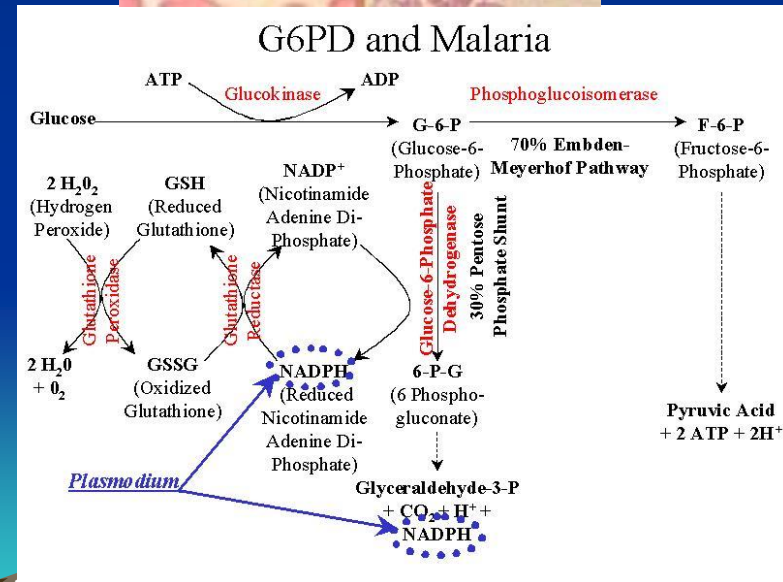 G6PD and Malaria
ATP
Glucokinase
ADP
Phosphoglucoisomerase
Glucose
G-6-P
(Glucose-6-
Phosphate)
70% Embden-
Meyerhof Pathway
F-6-P
(Fructose-6-
Phosphate)
2 H₂0₂
(Hydrogen
Peroxide)
GSH
(Reduced
Glutathione)
NADP⁺
(Nicotinamide
Adenine Di-
Phosphate)
Glutathione
Peroxidase
Glutathione
Reductase
Glucose-6-Phosphate
Dehydrogenase
30% Pentose
Phosphate Shunt
2 H₂0
+ 0₂
GSSG
(Oxidized
Glutathione)
NADPH
(Reduced
Nicotinamide
Adenine Di-
Phosphate)
6-P-G
(6 Phospho-
gluconate)
Pyruvic Acid
+ 2 ATP + 2H⁺
Plasmodium
Glyceraldehyde-3-P
+ CO₂ + H⁺ +
NADPH